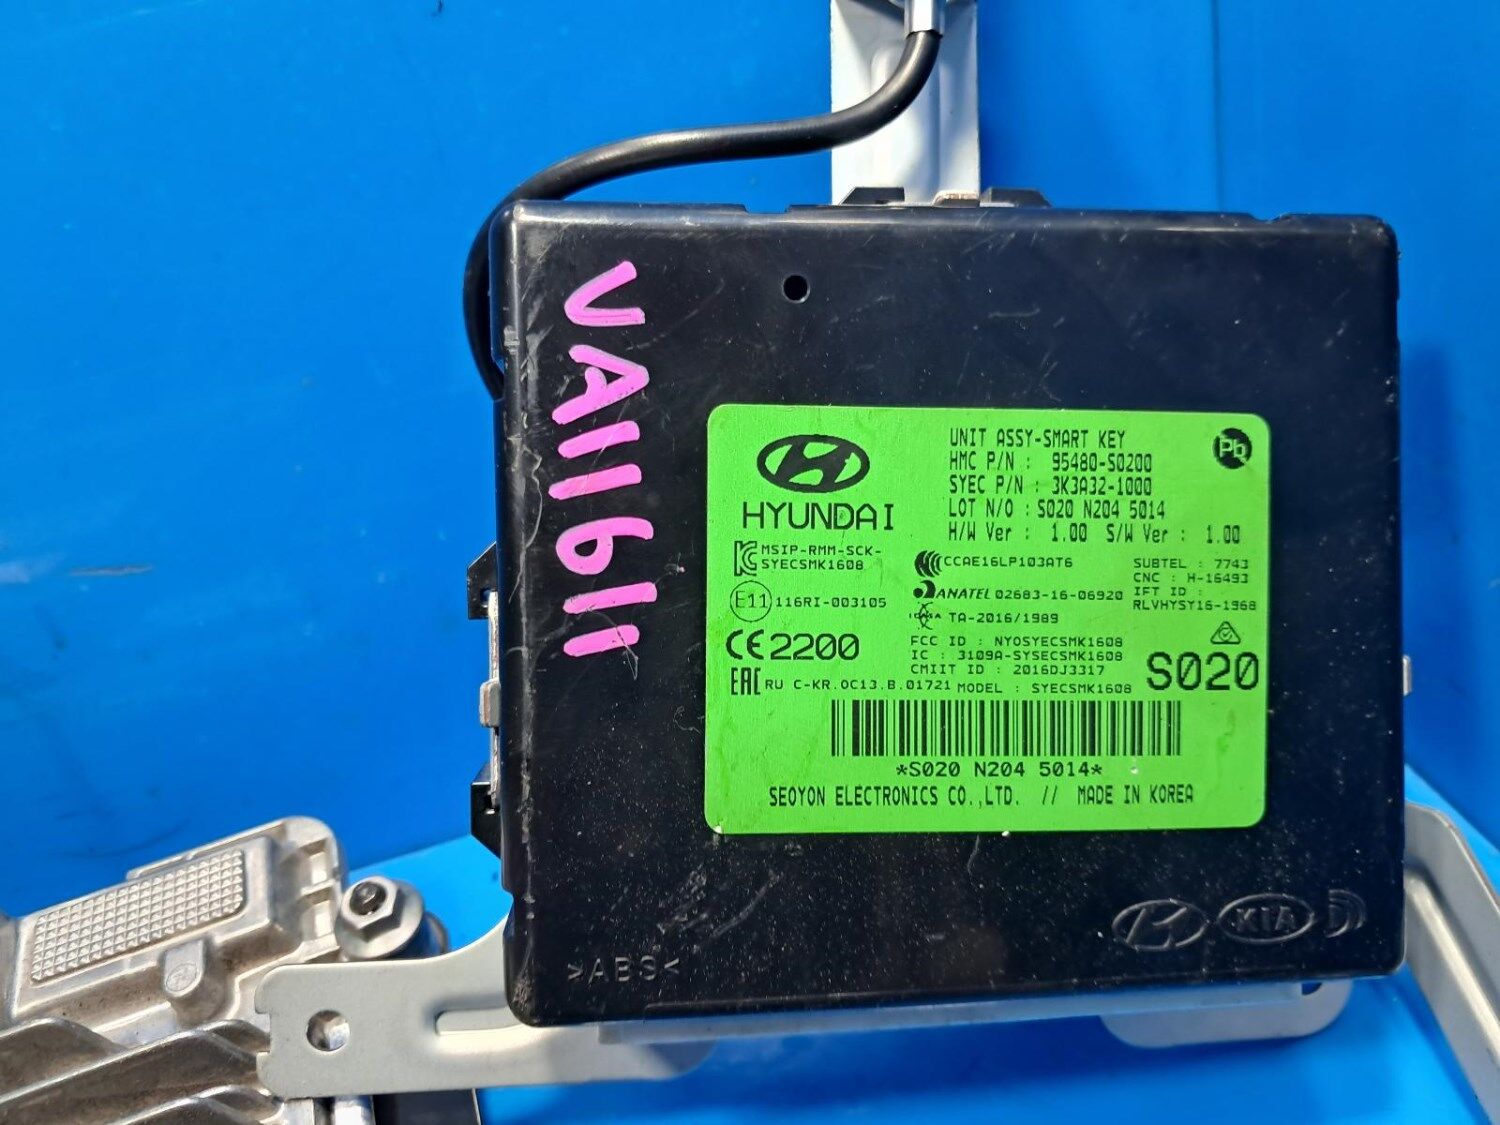 VA11611
HYUNDAI
UNIT ASSY-SMART KEY
HMC P/N : 95480-S0200
SYEC P/N : 3K3A32-1000
LOT N/O : S020 N204 5014
H/W Ver : 1.00 S/W Ver : 1.00
Pb
MSIP-RMM-SCK-
SYECSMK1608
CCAE16LP103AT6
SUBTEL : 7743
CNC : H-16493
IFT ID :
RLVHYSY16-1968
E11 116RI-003105
ANATEL 02683-16-06920
ICASA TA-2016/1989
CE 2200
FCC ID : NYOSYECSMK1608
IC : 3109A-SYSECSMK1608
CMIIT ID : 2016DJ3317
S020
EAC RU C-KR.OC13.B.01721 MODEL : SYECSMK1608
*S020 N204 5014*
SEOYON ELECTRONICS CO.,LTD. // MADE IN KOREA
KIA
>ABS<